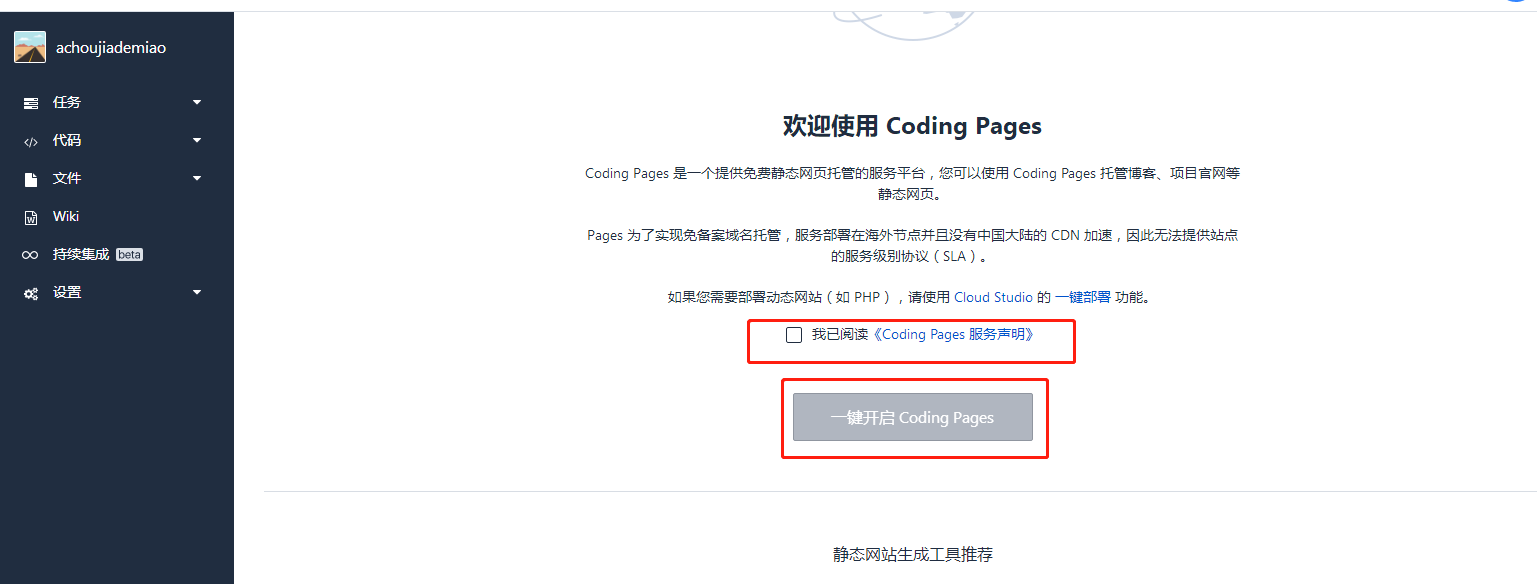 achoujiademiao
任务
代码
文件
Wiki
持续集成 beta
设置
欢迎使用 Coding Pages
Coding Pages 是一个提供免费静态网页托管的服务平台，您可以使用 Coding Pages 托管博客、项目官网等
静态网页。
Pages 为了实现免备案域名托管，服务部署在海外节点并且没有中国大陆的 CDN 加速，因此无法提供站点
的服务级别协议（SLA）。
如果您需要部署动态网站（如 PHP），请使用 Cloud Studio 的 一键部署 功能。
我已阅读《Coding Pages 服务声明》
一键开启 Coding Pages
静态网站生成工具推荐